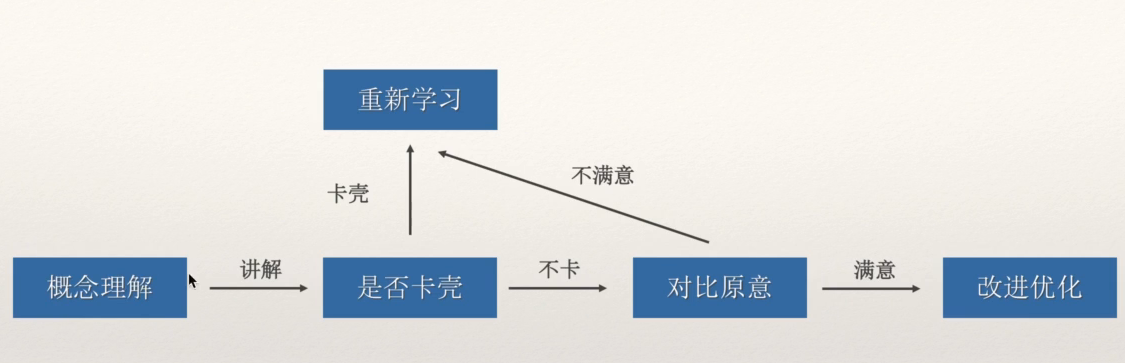 重新学习
不满意
卡壳
讲解
不卡
满意
概念理解
是否卡壳
对比原意
改进优化